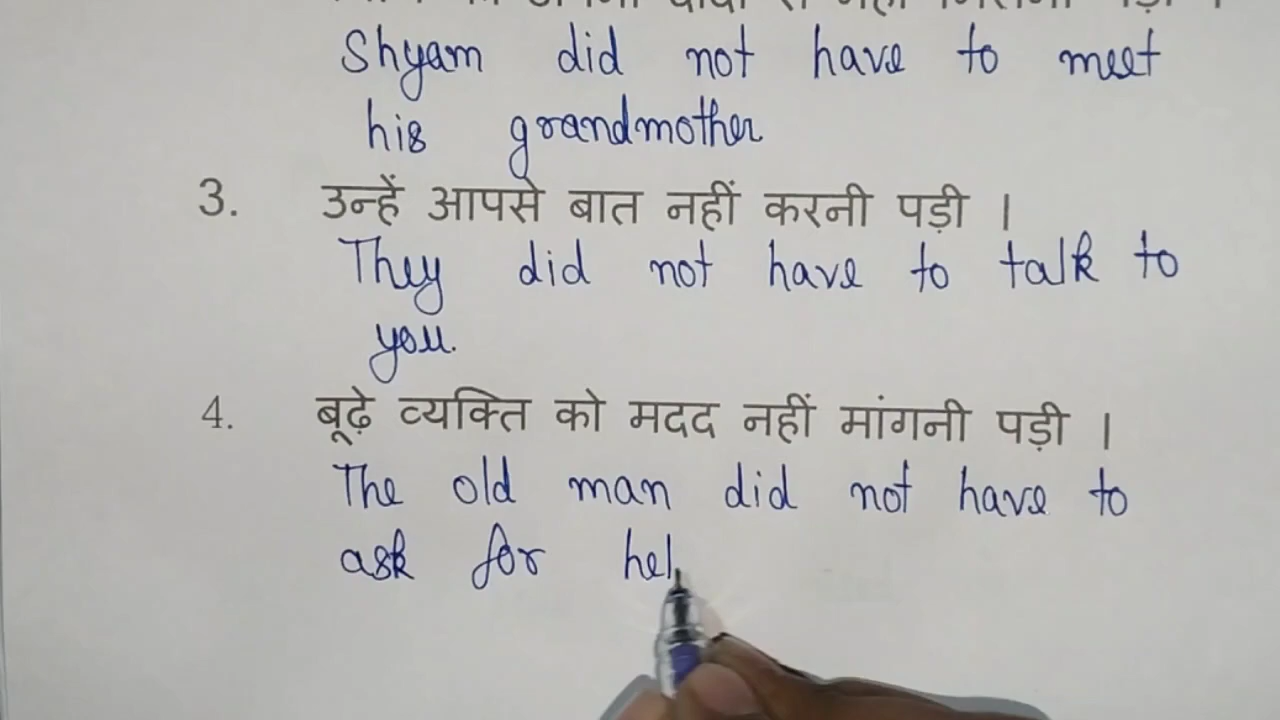 Shyam did not have to meet
his grandmother
3. उन्हें आपसे बात नहीं करनी पड़ी ।
They did not have to talk to
you.
4. बूढ़े व्यक्ति को मदद नहीं मांगनी पड़ी ।
The old man did not have to
ask for hel